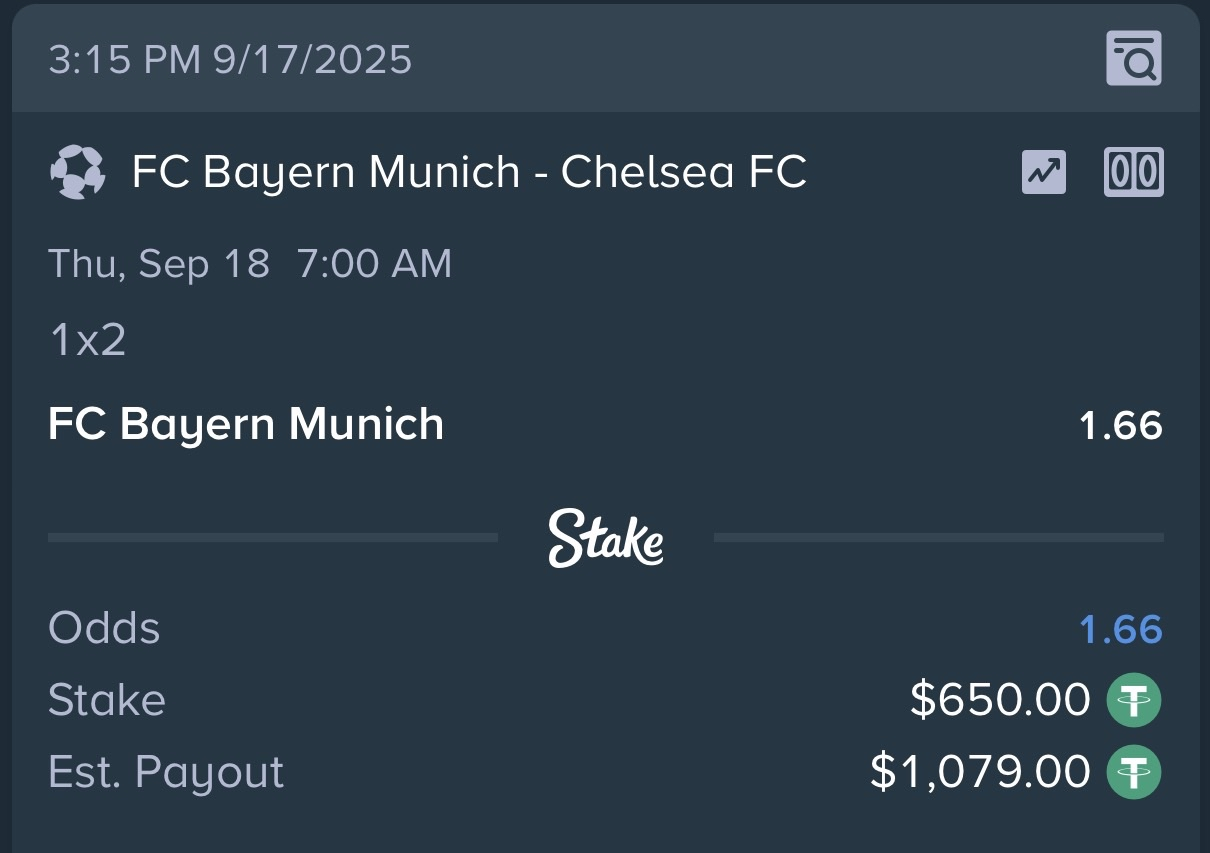 3:15 PM 9/17/2025
FC Bayern Munich - Chelsea FC 00
Thu, Sep 18 7:00 AM
1x2
FC Bayern Munich 1.66
Stake
Odds 1.66
Stake $650.00
Est. Payout $1,079.00